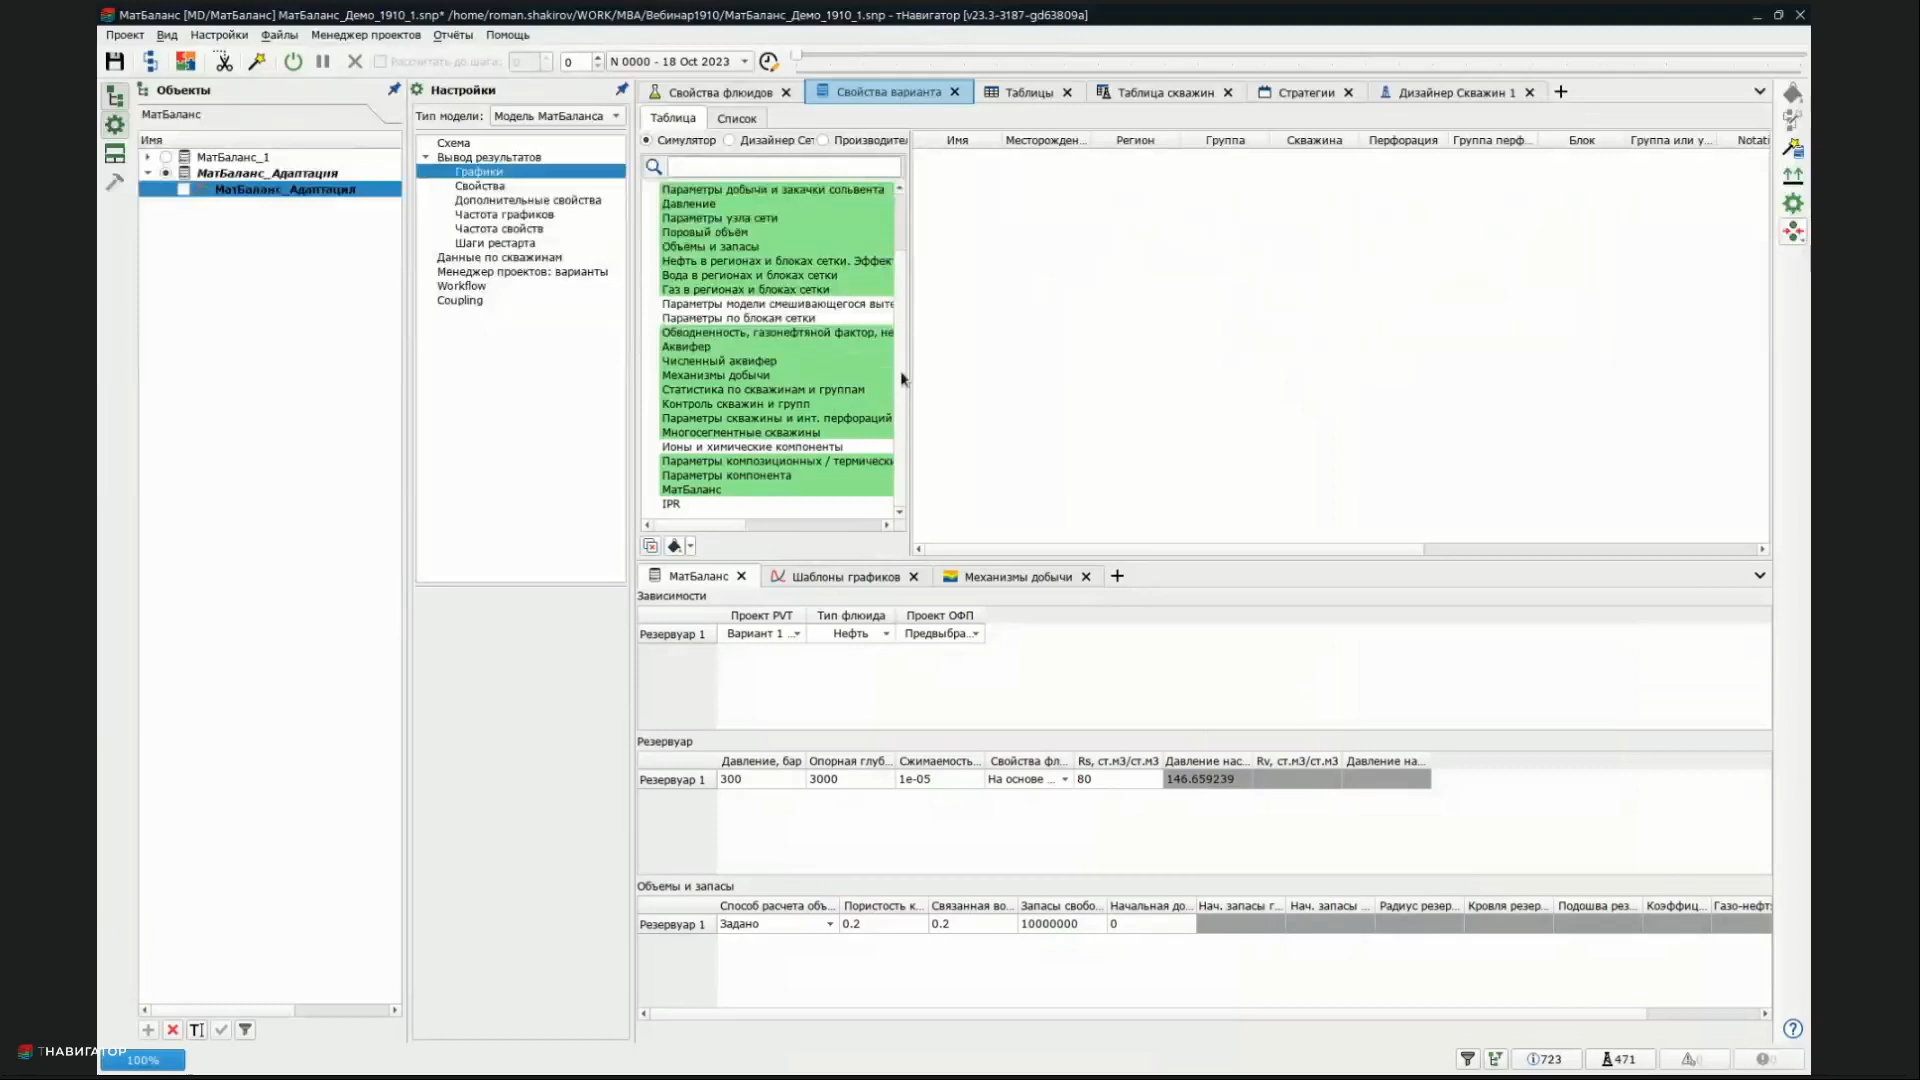 МатБаланс [MD/МатБаланс] МатБаланс_Демо_1910_1.snp* /home/roman.shakirov/WORK/MBA/Вебинар1910/МатБаланс_Демо_1910_1.snp - тНавигатор [v23.3-3187-gd63809a]
Проект Вид Настройки Файлы Менеджер проектов Отчёты Помощь
Рассчитать до шага: 0 0 N 0000 - 18 Oct 2023
Объекты
МатБаланс
Имя
МатБаланс_1
МатБаланс_Адаптация
МатБаланс_Адаптация
Настройки
Тип модели: Модель МатБаланса
Схема
Вывод результатов
Графики
Свойства
Дополнительные свойства
Частота графиков
Частота свойств
Шаги рестарта
Данные по скважинам
Менеджер проектов: варианты
Workflow
Coupling
Свойства флюидов Свойства варианта Таблицы Таблица скважин Стратегии Дизайнер Скважин 1
Таблица Список
Симулятор Дизайнер Сет Производител
Параметры добычи и закачки сольвента
Давление
Параметры узла сети
Поровый объём
Объёмы и запасы
Нефть в регионах и блоках сетки. Эффек
Вода в регионах и блоках сетки
Газ в регионах и блоках сетки
Параметры модели смешивающегося выте
Параметры по блокам сетки
Обводненность, газонефтяной фактор, не
Аквифер
Численный аквифер
Механизмы добычи
Статистика по скважинам и группам
Контроль скважин и групп
Параметры скважины и инт. перфораций
Многосегментные скважины
Ионы и химические компоненты
Параметры композиционных / термически
Параметры компонента
МатБаланс
IPR
Имя Месторожден... Регион Группа Скважина Перфорация Группа перф... Блок Группа или у... Notati
МатБаланс Шаблоны графиков Механизмы добычи
Зависимости
Проект PVT Тип флюида Проект ОФП
Резервуар 1 Вариант 1 ... Нефть Предвыбра...
Резервуар
Давление, бар Опорная глуб... Сжимаемость... Свойства фл... Rs, ст.м3/ст.м3 Давление нас... Rv, ст.м3/ст.м3 Давление на...
Резервуар 1 300 3000 1e-05 На основе ... 80 146.659239
Объемы и запасы
Способ расчета объ... Пористость к... Связанная во... Запасы свобо... Начальная до... Нач. запасы г... Нач. запасы ... Радиус резер... Кровля резер... Подошва рез... Коэффиц... Газо-нефт
Резервуар 1 Задано 0.2 0.2 10000000 0
ТНАВИГАТОР
100%
723 471